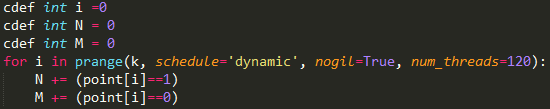 cdef int i =0
cdef int N = 0
cdef int M = 0
for i in prange(k, schedule='dynamic', nogil=True, num_threads=120):
    N += (point[i]==1)
    M += (point[i]==0)